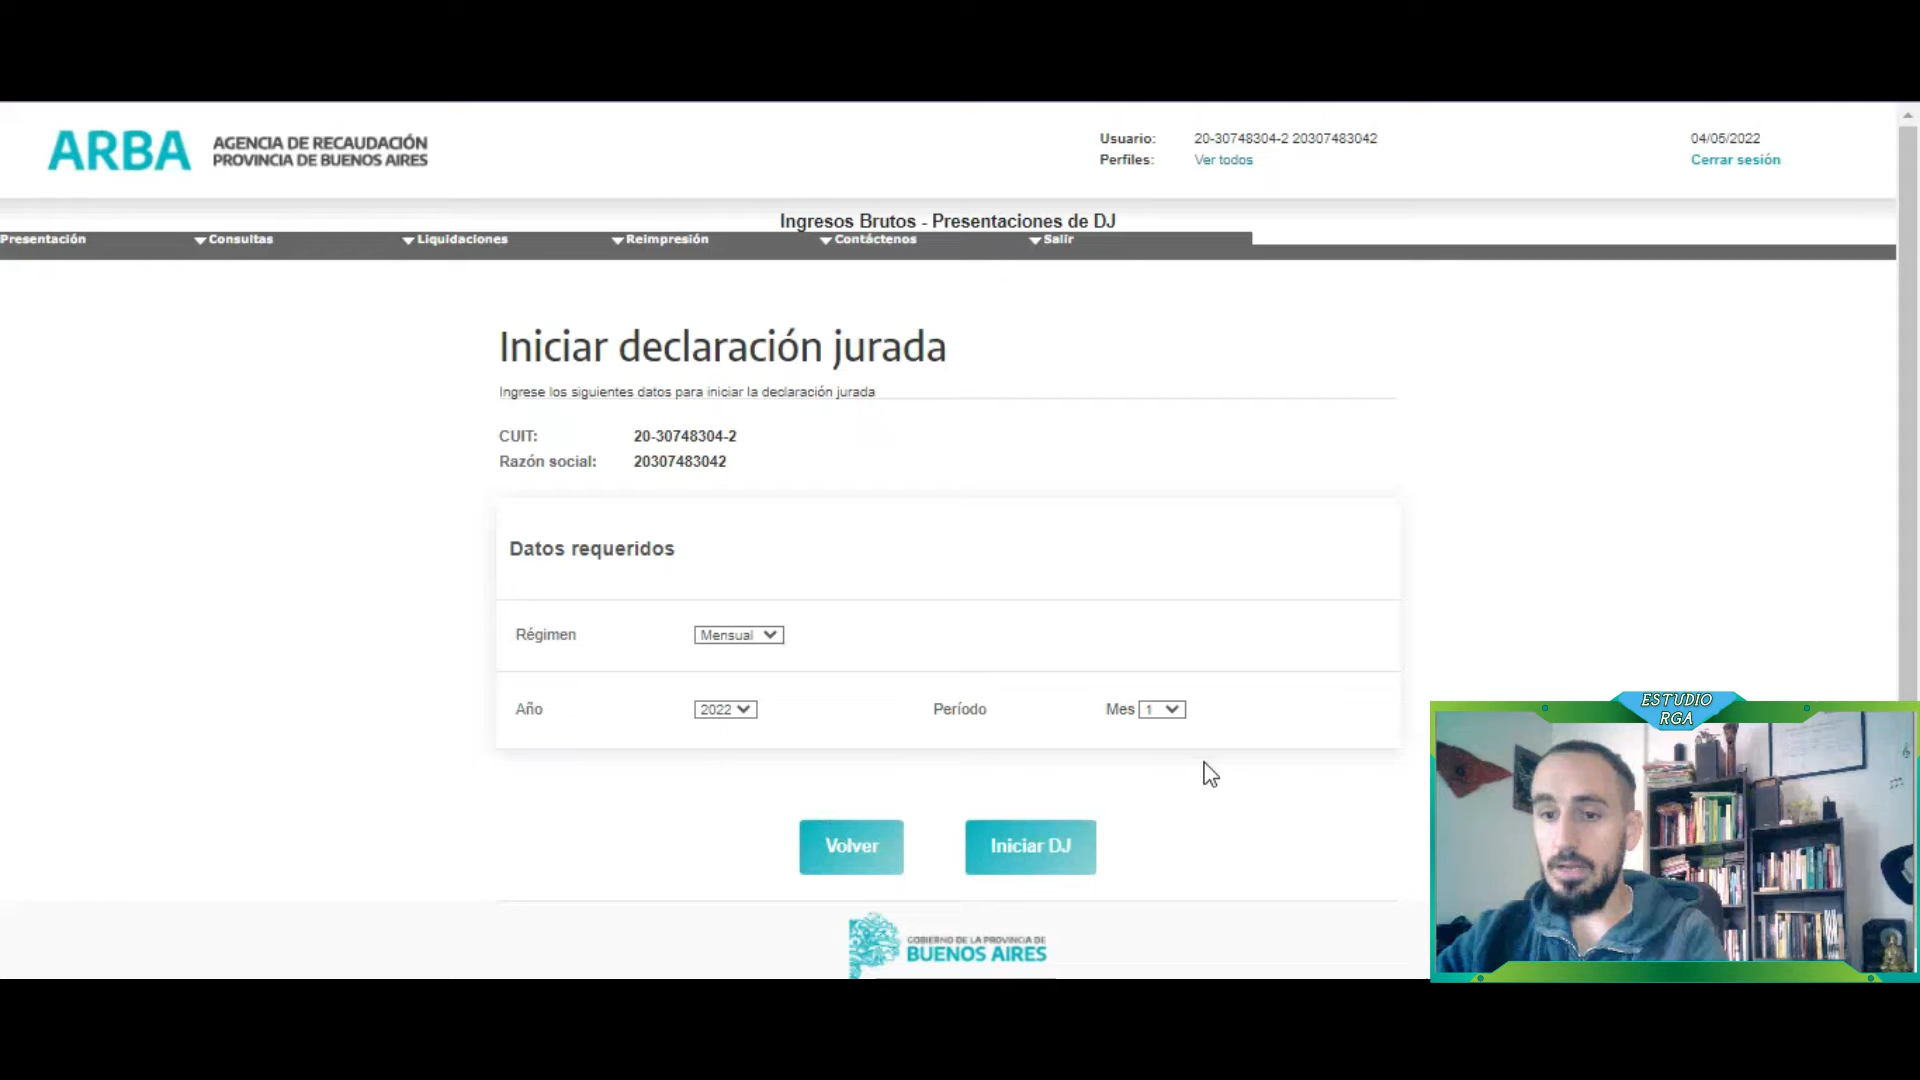 ARBA AGENCIA DE RECAUDACIÓN
PROVINCIA DE BUENOS AIRES
Usuario: 20-30748304-2 20307483042
Perfiles: Ver todos
04/05/2022
Cerrar sesión
Ingresos Brutos - Presentaciones de DJ
Presentación Consultas Liquidaciones Reimpresión Contáctenos Salir
Iniciar declaración jurada
Ingrese los siguientes datos para iniciar la declaración jurada
CUIT: 20-30748304-2
Razón social: 20307483042
Datos requeridos
Régimen Mensual
Año 2022 Período Mes 1
Volver Iniciar DJ
GOBIERNO DE LA PROVINCIA DE
BUENOS AIRES
ESTUDIO
RGA